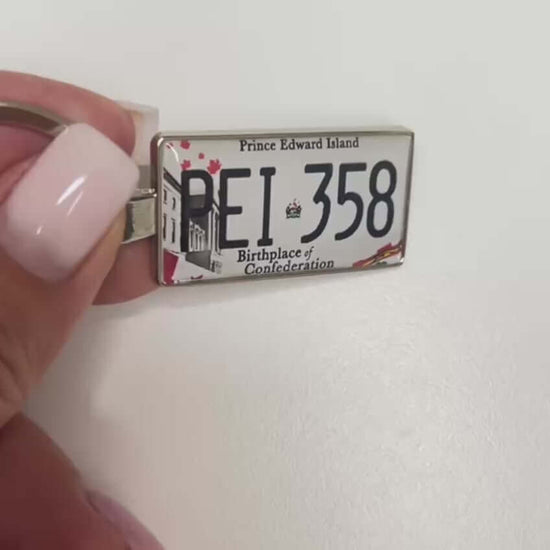 Prince Edward Island
PEI 358
Birthplace of
Confederation